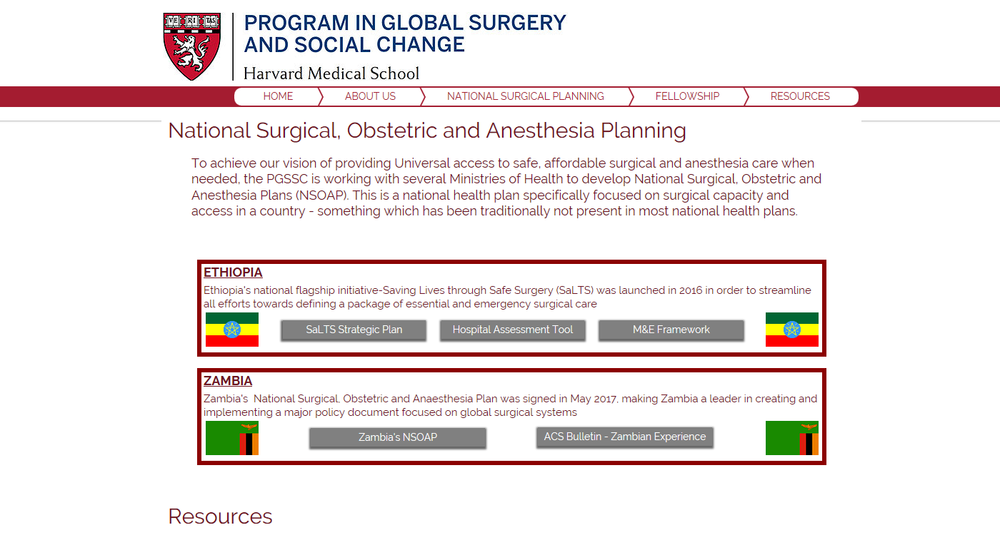 VE RI TAS
PROGRAM IN GLOBAL SURGERY
AND SOCIAL CHANGE
Harvard Medical School
HOME ABOUT US NATIONAL SURGICAL PLANNING FELLOWSHIP RESOURCES
National Surgical, Obstetric and Anesthesia Planning
To achieve our vision of providing Universal access to safe, affordable surgical and anesthesia care when
needed, the PGSSC is working with several Ministries of Health to develop National Surgical, Obstetric and
Anesthesia Plans (NSOAP). This is a national health plan specifically focused on surgical capacity and
access in a country - something which has been traditionally not present in most national health plans.
ETHIOPIA
Ethiopia's national flagship initiative-Saving Lives through Safe Surgery (SaLTS) was launched in 2016 in order to streamline
all efforts towards defining a package of essential and emergency surgical care
SaLTS Strategic Plan Hospital Assessment Tool M&E Framework
ZAMBIA
Zambia's  National Surgical, Obstetric and Anaesthesia Plan was signed in May 2017, making Zambia a leader in creating and
implementing a major policy document focused on global surgical systems
Zambia's NSOAP ACS Bulletin - Zambian Experience
Resources